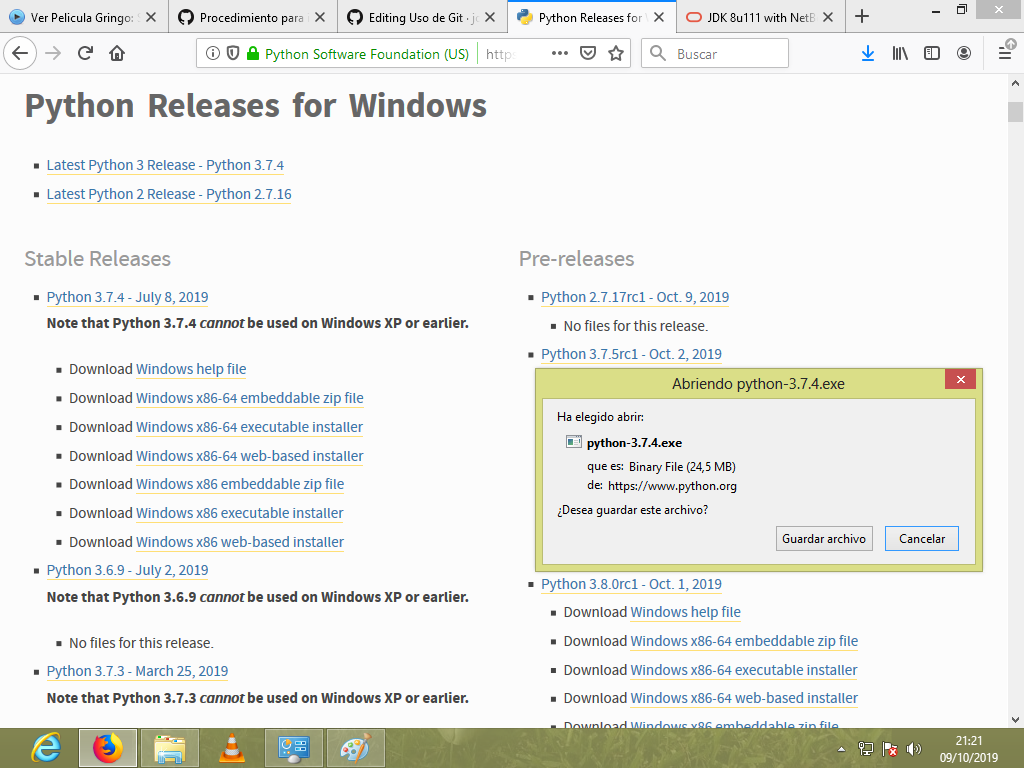 Ver Pelicula Gringo:
Procedimiento para
Editing Uso de Git
Python Releases for
JDK 8u111 with NetB
Python Software Foundation (US)
https:
Buscar
Python Releases for Windows
Latest Python 3 Release - Python 3.7.4
Latest Python 2 Release - Python 2.7.16
Stable Releases
Python 3.7.4 - July 8, 2019
Note that Python 3.7.4 cannot be used on Windows XP or earlier.
Download Windows help file
Download Windows x86-64 embeddable zip file
Download Windows x86-64 executable installer
Download Windows x86-64 web-based installer
Download Windows x86 embeddable zip file
Download Windows x86 executable installer
Download Windows x86 web-based installer
Python 3.6.9 - July 2, 2019
Note that Python 3.6.9 cannot be used on Windows XP or earlier.
No files for this release.
Python 3.7.3 - March 25, 2019
Note that Python 3.7.3 cannot be used on Windows XP or earlier.
Pre-releases
Python 2.7.17rc1 - Oct. 9, 2019
No files for this release.
Python 3.7.5rc1 - Oct. 2, 2019
Abriendo python-3.7.4.exe
Ha elegido abrir:
python-3.7.4.exe
que es: Binary File (24,5 MB)
de: https://www.python.org
¿Desea guardar este archivo?
Guardar archivo
Cancelar
Python 3.8.0rc1 - Oct. 1, 2019
Download Windows help file
Download Windows x86-64 embeddable zip file
Download Windows x86-64 executable installer
Download Windows x86-64 web-based installer
Download Windows x86 embeddable zip file
21:21
09/10/2019